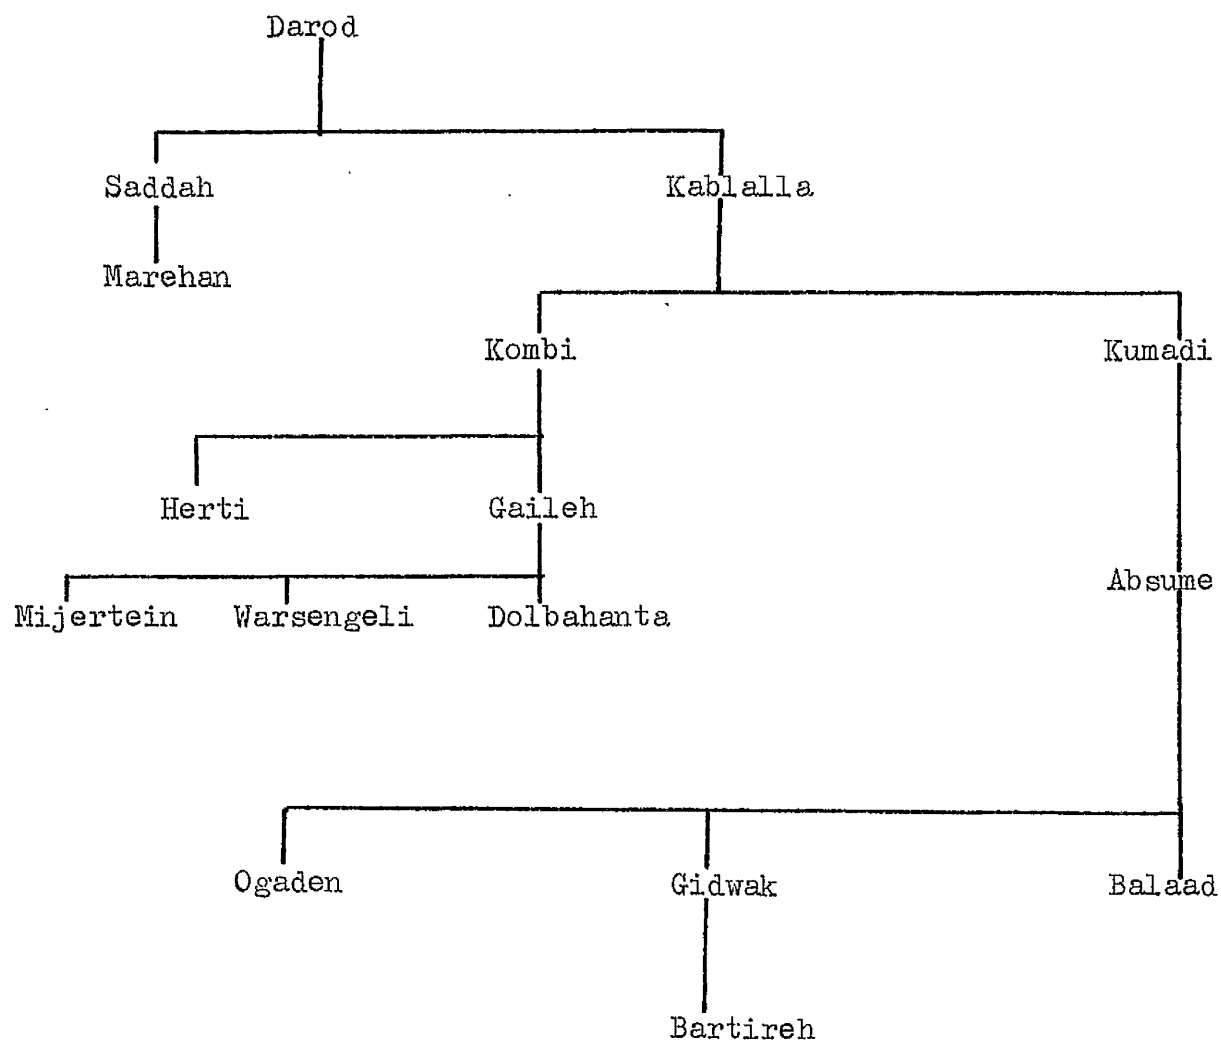 Darod
Saddah Kablalla
Marehan
Kombi Kumadi
Herti Gaileh
Absume
Mijertein Warsengeli Dolbahanta
Ogaden Gidwak Balaad
Bartireh